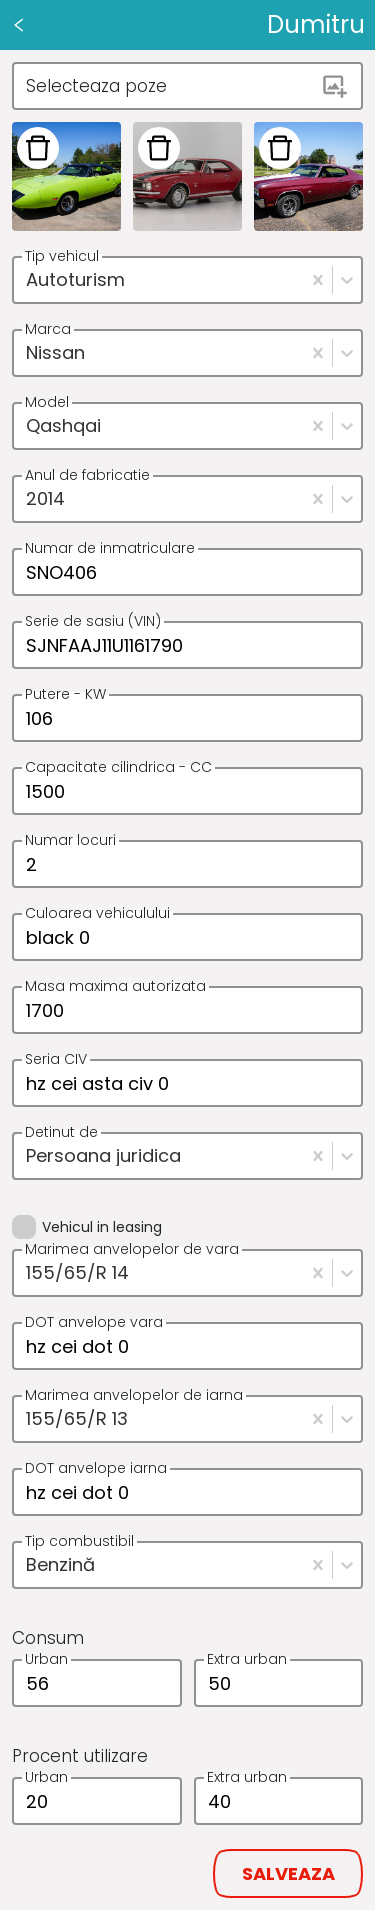 Dumitru
Selecteaza poze
Tip vehicul
Autoturism
Marca
Nissan
Model
Qashqai
Anul de fabricatie
2014
Numar de inmatriculare
SNO406
Serie de sasiu (VIN)
SJNFAAJ11U1161790
Putere - KW
106
Capacitate cilindrica - CC
1500
Numar locuri
2
Culoarea vehiculului
black 0
Masa maxima autorizata
1700
Seria CIV
hz cei asta civ 0
Detinut de
Persoana juridica
Vehicul in leasing
Marimea anvelopelor de vara
155/65/R 14
DOT anvelope vara
hz cei dot 0
Marimea anvelopelor de iarna
155/65/R 13
DOT anvelope iarna
hz cei dot 0
Tip combustibil
Benzină
Consum
Urban Extra urban
56 50
Procent utilizare
Urban Extra urban
20 40
SALVEAZA